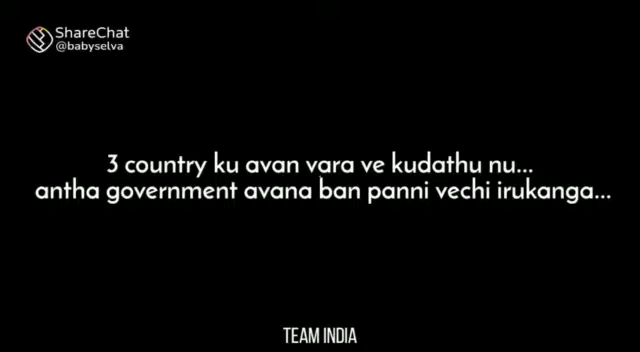 ShareChat
@babyselva
3 country ku avan vara ve kudathu nu...
antha government avana ban panni vechi irukanga...
TEAM INDIA